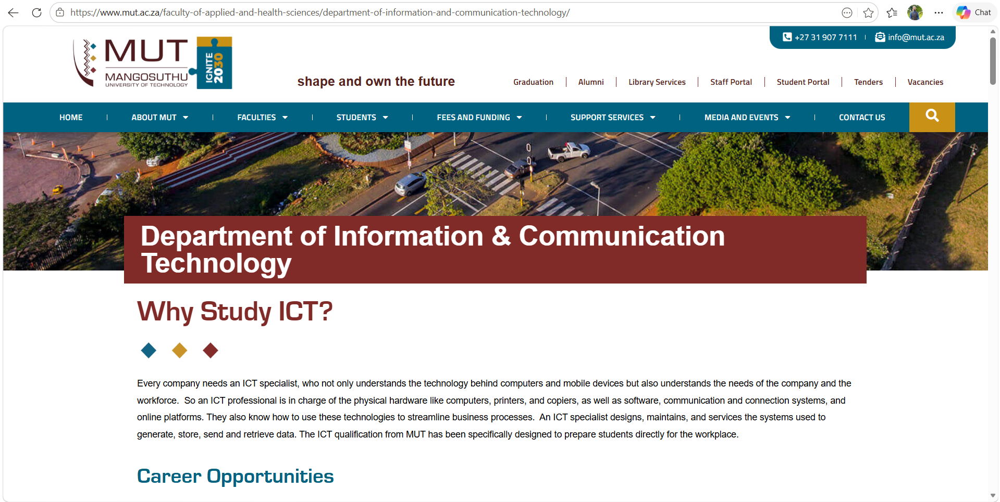 https://www.mut.ac.za/faculty-of-applied-and-health-sciences/department-of-information-and-communication-technology/
Chat
+27 31 907 7111
info@mut.ac.za
MUT
MANGOSUTHU
UNIVERSITY OF TECHNOLOGY
IGNITE
2030
shape and own the future
Graduation
Alumni
Library Services
Staff Portal
Student Portal
Tenders
Vacancies
HOME
ABOUT MUT
FACULTIES
STUDENTS
FEES AND FUNDING
SUPPORT SERVICES
MEDIA AND EVENTS
CONTACT US
Department of Information & Communication
Technology
Why Study ICT?
Every company needs an ICT specialist, who not only understands the technology behind computers and mobile devices but also understands the needs of the company and the
workforce.  So an ICT professional is in charge of the physical hardware like computers, printers, and copiers, as well as software, communication and connection systems, and
online platforms. They also know how to use these technologies to streamline business processes.  An ICT specialist designs, maintains, and services the systems used to
generate, store, send and retrieve data. The ICT qualification from MUT has been specifically designed to prepare students directly for the workplace.
Career Opportunities